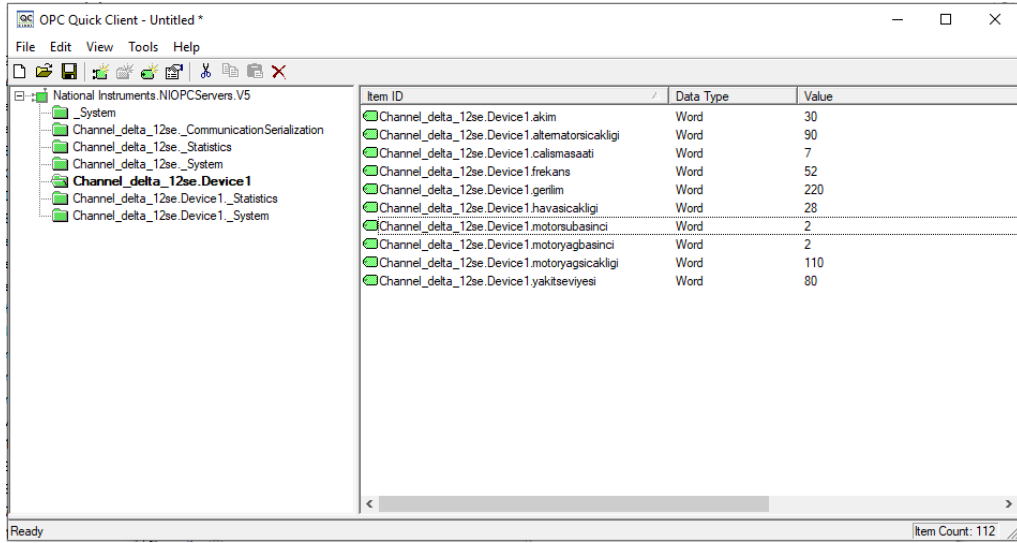 OPC Quick Client - Untitled *
File Edit View Tools Help
National Instruments.NIOPCServers.V5
_System
Channel_delta_12se._CommunicationSerialization
Channel_delta_12se._Statistics
Channel_delta_12se._System
Channel_delta_12se.Device1
Channel_delta_12se.Device1._Statistics
Channel_delta_12se.Device1._System
Item ID Data Type Value
Channel_delta_12se.Device1.akim Word 30
Channel_delta_12se.Device1.alternatorsicakligi Word 90
Channel_delta_12se.Device1.calismasaati Word 7
Channel_delta_12se.Device1.frekans Word 52
Channel_delta_12se.Device1.gerilim Word 220
Channel_delta_12se.Device1.havasicakligi Word 28
Channel_delta_12se.Device1.motorsubasinci Word 2
Channel_delta_12se.Device1.motoryagbasinci Word 2
Channel_delta_12se.Device1.motoryagsicakligi Word 110
Channel_delta_12se.Device1.yakitseviyesi Word 80
Ready Item Count: 112